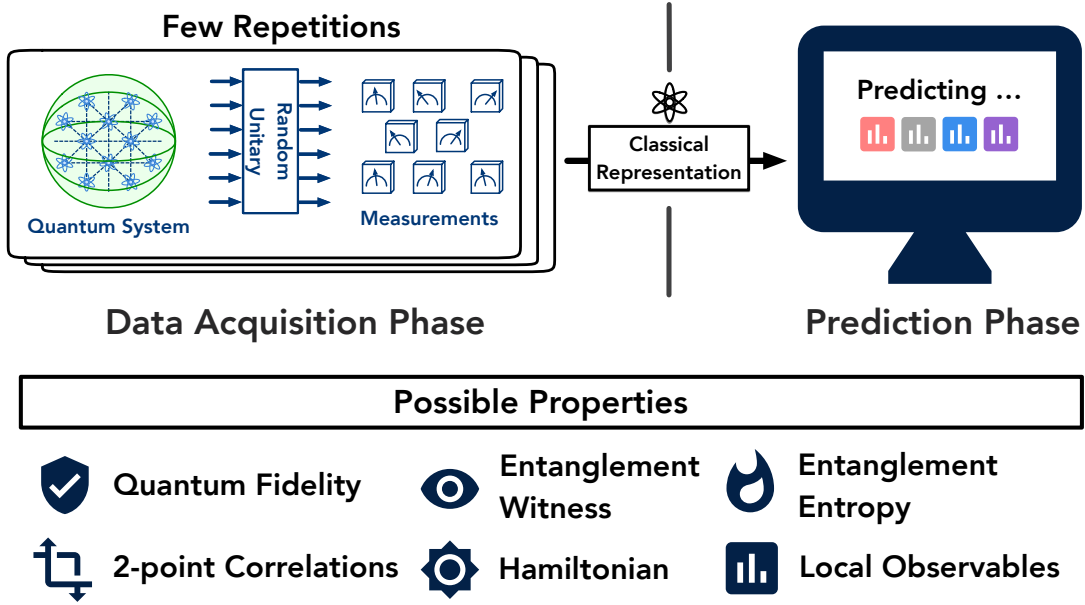 Few Repetitions
Quantum System
Random
Unitary
Measurements
Classical
Representation
Predicting ...
Data Acquisition Phase
Prediction Phase
Possible Properties
Quantum Fidelity
Entanglement
Witness
Entanglement
Entropy
2-point Correlations
Hamiltonian
Local Observables